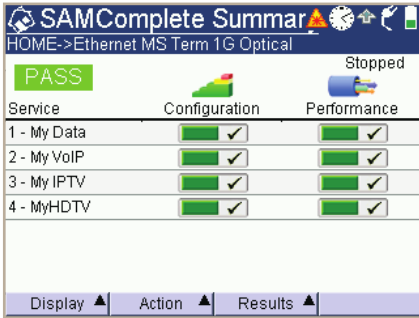 SAMComplete Summar
HOME->Ethernet MS Term 1G Optical
Stopped
PASS
Service Configuration Performance
1 - My Data
2 - My VoIP
3 - My IPTV
4 - MyHDTV
Display Action Results